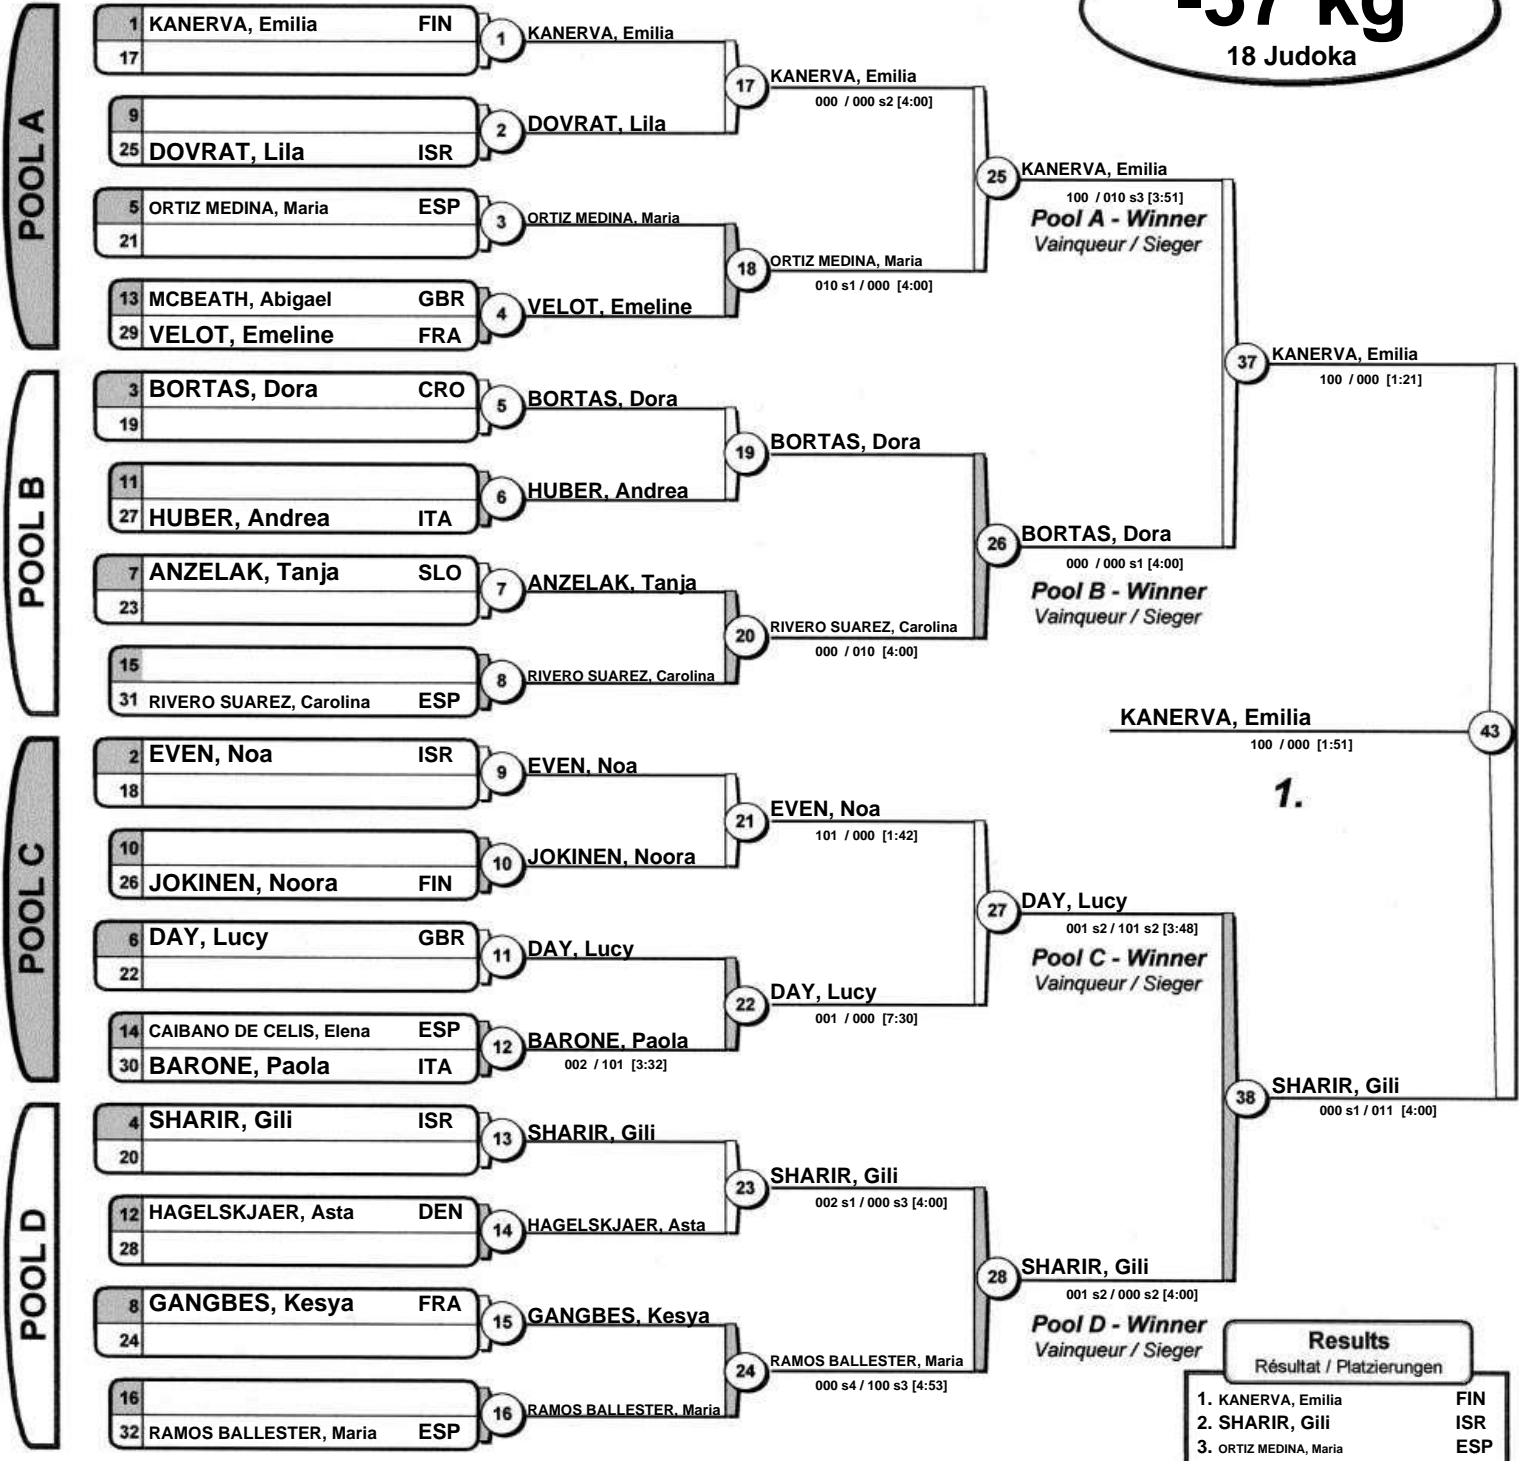 -57 kg
18 Judoka
POOL A
1 KANERVA, Emilia FIN
17
1
KANERVA, Emilia
9
25 DOVRAT, Lila ISR
2
DOVRAT, Lila
17
KANERVA, Emilia
000 / 000 s2 [4:00]
5 ORTIZ MEDINA, Maria ESP
21
3
ORTIZ MEDINA, Maria
13 MCBEATH, Abigael GBR
29 VELOT, Emeline FRA
4
VELOT, Emeline
18
ORTIZ MEDINA, Maria
010 s1 / 000 [4:00]
25
KANERVA, Emilia
100 / 010 s3 [3:51]
Pool A - Winner
Vainqueur / Sieger
POOL B
3 BORTAS, Dora CRO
19
5
BORTAS, Dora
11
27 HUBER, Andrea ITA
6
HUBER, Andrea
19
BORTAS, Dora
7 ANZELAK, Tanja SLO
23
7
ANZELAK, Tanja
15
31 RIVERO SUAREZ, Carolina ESP
8
RIVERO SUAREZ, Carolina
20
RIVERO SUAREZ, Carolina
000 / 010 [4:00]
26
BORTAS, Dora
000 / 000 s1 [4:00]
Pool B - Winner
Vainqueur / Sieger
37
KANERVA, Emilia
100 / 000 [1:21]
POOL C
2 EVEN, Noa ISR
18
9
EVEN, Noa
10
26 JOKINEN, Noora FIN
10
JOKINEN, Noora
21
EVEN, Noa
101 / 000 [1:42]
6 DAY, Lucy GBR
22
11
DAY, Lucy
14 CAIBANO DE CELIS, Elena ESP
30 BARONE, Paola ITA
12
BARONE, Paola
002 / 101 [3:32]
22
DAY, Lucy
001 / 000 [7:30]
27
DAY, Lucy
001 s2 / 101 s2 [3:48]
Pool C - Winner
Vainqueur / Sieger
POOL D
4 SHARIR, Gili ISR
20
13
SHARIR, Gili
12 HAGELSKJAER, Asta DEN
28
14
HAGELSKJAER, Asta
23
SHARIR, Gili
002 s1 / 000 s3 [4:00]
8 GANGBES, Kesya FRA
24
15
GANGBES, Kesya
16
32 RAMOS BALLESTER, Maria ESP
16
RAMOS BALLESTER, Maria
24
RAMOS BALLESTER, Maria
000 s4 / 100 s3 [4:53]
28
SHARIR, Gili
001 s2 / 000 s2 [4:00]
Pool D - Winner
Vainqueur / Sieger
38
SHARIR, Gili
000 s1 / 011 [4:00]
43
KANERVA, Emilia
100 / 000 [1:51]
1.
Results
Résultat / Platzierungen
1. KANERVA, Emilia FIN
2. SHARIR, Gili ISR
3. ORTIZ MEDINA, Maria ESP